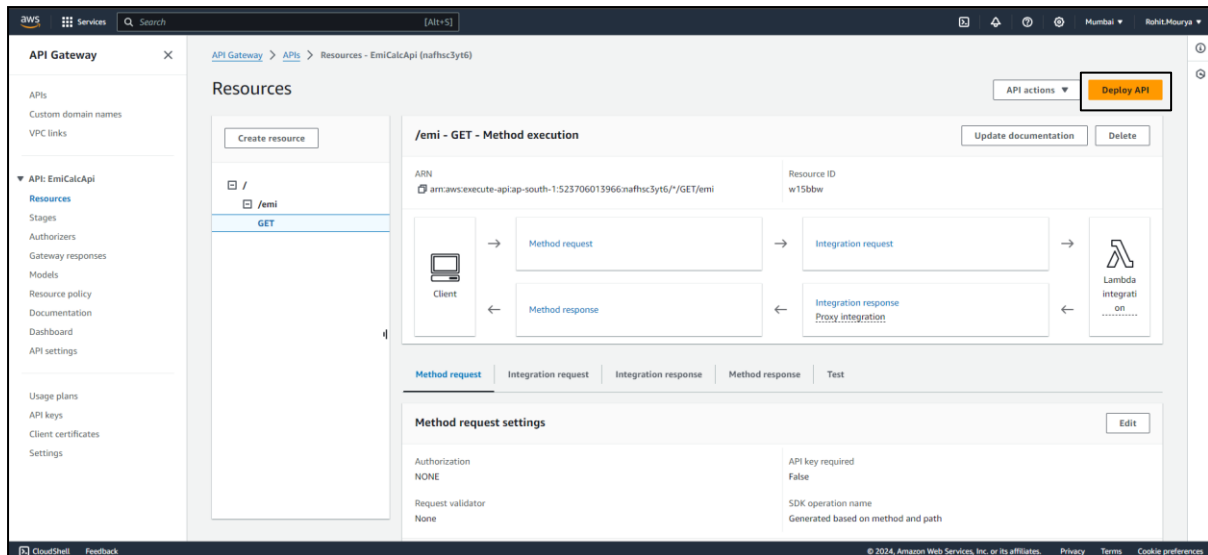 aws
Services
Search
[Alt+S]
Mumbai ▼
Rohit.Mourya ▼
API Gateway
APIs
Custom domain names
VPC links
▼ API: EmiCalcApi
Resources
Stages
Authorizers
Gateway responses
Models
Resource policy
Documentation
Dashboard
API settings
Usage plans
API keys
Client certificates
Settings
API Gateway > APIs > Resources - EmiCalcApi (nafhsc3yt6)
Resources
API actions ▼
Deploy API
Create resource
/
/emi
GET
/emi - GET - Method execution
Update documentation
Delete
ARN
arn:aws:execute-api:ap-south-1:523706013966:nafhsc3yt6/*/GET/emi
Resource ID
w15bbw
Client
Method request
Integration request
Method response
Integration response
Proxy integration
Lambda
integrati
on
Method request
Integration request
Integration response
Method response
Test
Method request settings
Edit
Authorization
NONE
API key required
False
Request validator
None
SDK operation name
Generated based on method and path
CloudShell
Feedback
© 2024, Amazon Web Services, Inc. or its affiliates.
Privacy
Terms
Cookie preferences